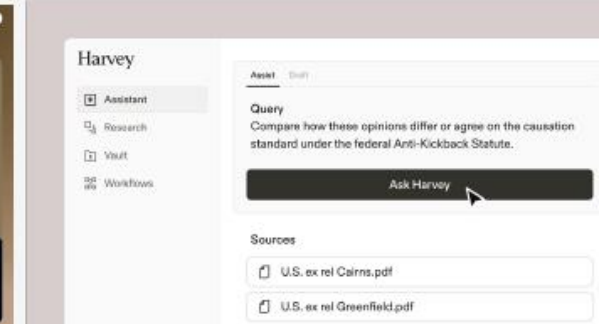 Harvey
Assistant
Research
Vault
Workflows
Assist Draft
Query
Compare how these opinions differ or agree on the causation
standard under the federal Anti-Kickback Statute.
Ask Harvey
Sources
U.S. ex rel Cairns.pdf
U.S. ex rel Greenfield.pdf